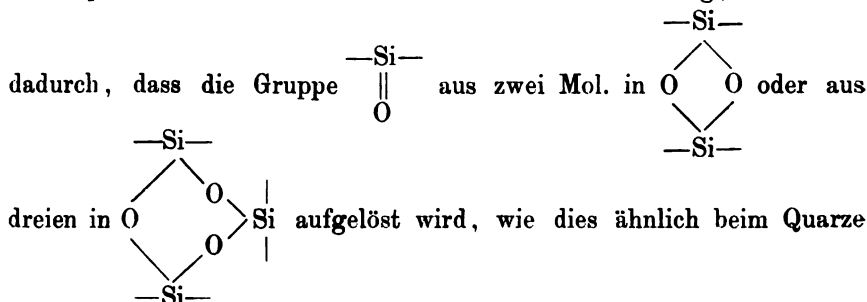 —Si—
dadurch, dass die Gruppe —Si— aus zwei Mol. in O O oder aus
O
—Si—
—Si—
O
dreien in O Si aufgelöst wird, wie dies ähnlich beim Quarze
O
—Si—